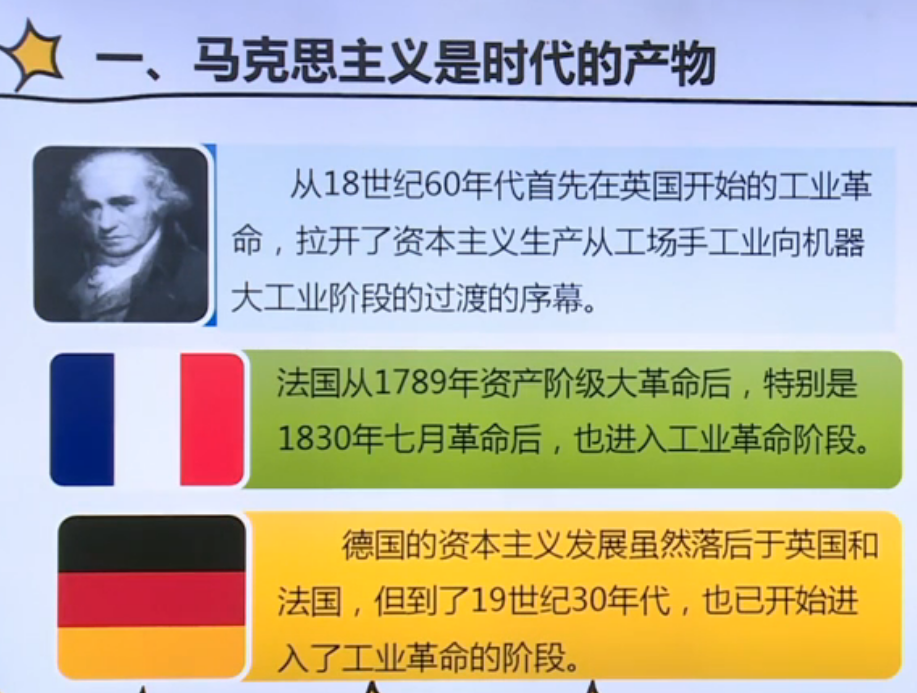 一、马克思主义是时代的产物
从18世纪60年代首先在英国开始的工业革
命，拉开了资本主义生产从工场手工业向机器
大工业阶段的过渡的序幕。
法国从1789年资产阶级大革命后，特别是
1830年七月革命后，也进入工业革命阶段。
德国的资本主义发展虽然落后于英国和
法国，但到了19世纪30年代，也已开始进
入了工业革命的阶段。